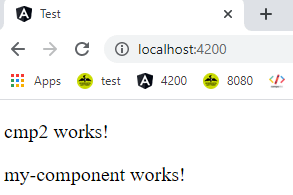 Test
localhost:4200
Apps test 4200 8080
cmp2 works!
my-component works!